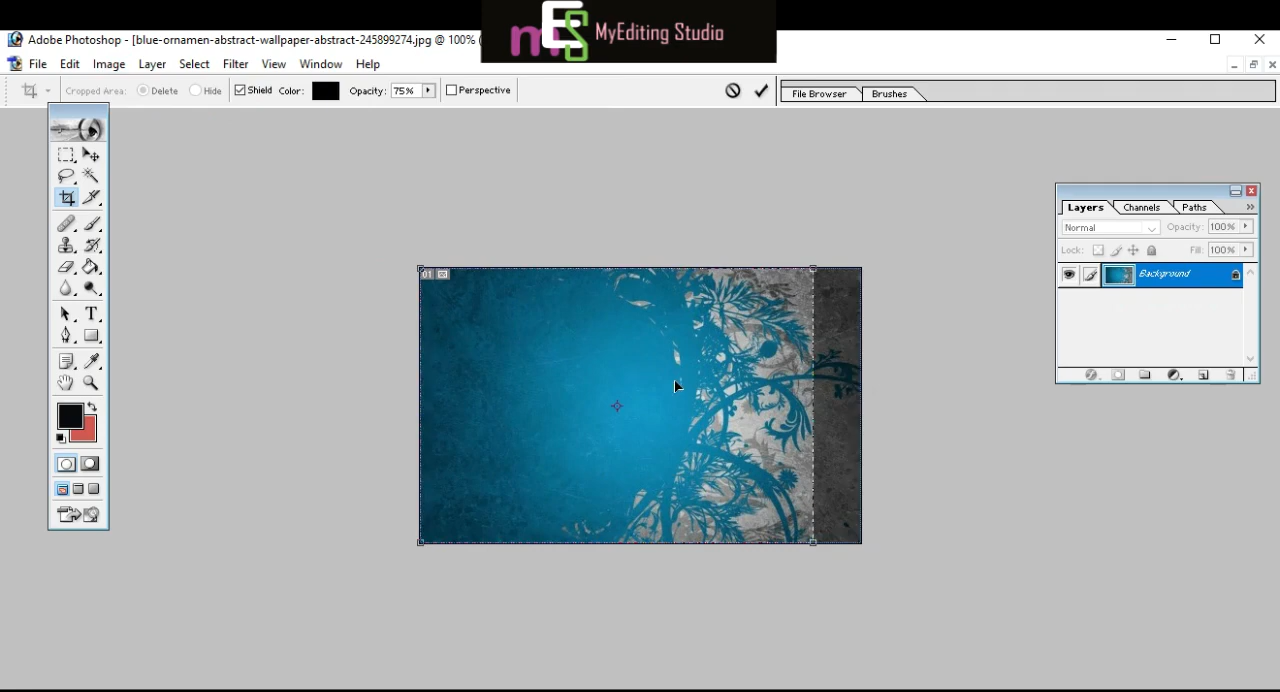 mES MyEditing Studio
Adobe Photoshop - [blue-ornamen-abstract-wallpaper-abstract-245899274.jpg @ 100% (
File Edit Image Layer Select Filter View Window Help
Cropped Area: Delete Hide Shield Color: Opacity: 75% Perspective File Browser Brushes
Layers Channels Paths
Normal Opacity: 100%
Lock: Fill: 100%
01
Background
T